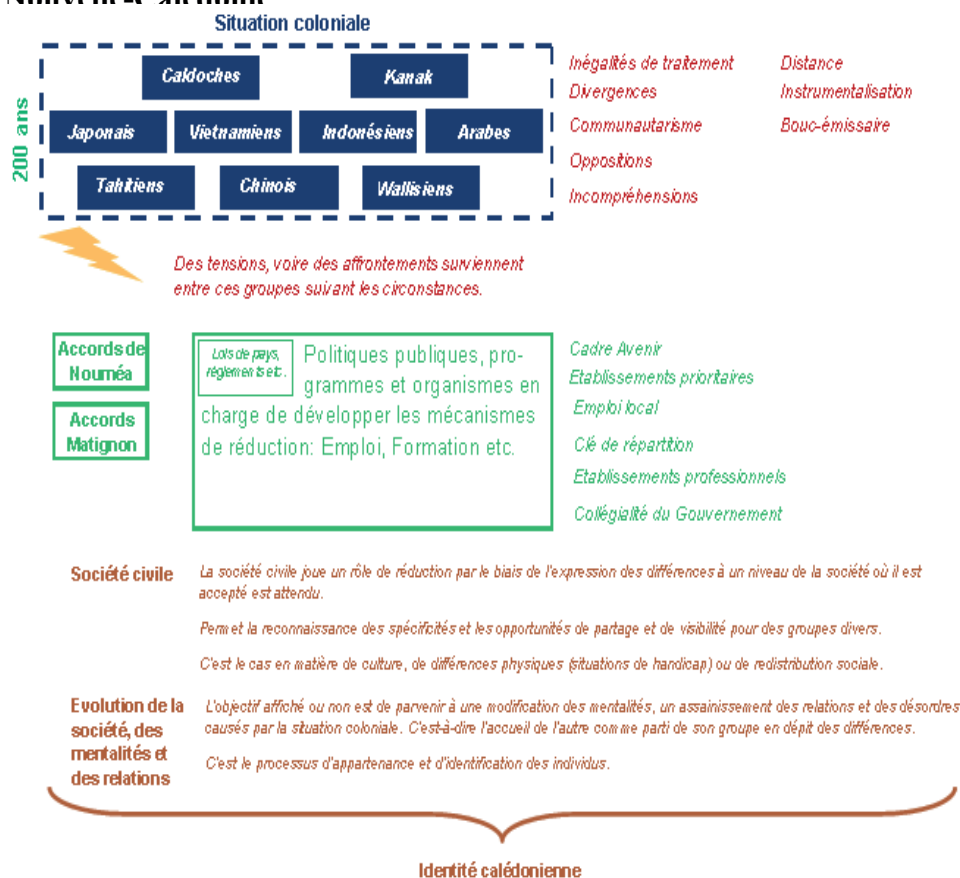 Nouvelle-Calédonie
Situation coloniale
200 ans
Caldoches
Kanak
Japonais
Vietnamiens
Indonésiens
Arabes
Tahitiens
Chinois
Wallisiens
Inégalités de traitement
Divergences
Communautarisme
Oppositions
Incompréhensions
Distance
Instrumentalisation
Bouc-émissaire
Des tensions, voire des affrontements surviennent
entre ces groupes suivant les circonstances.
Accords de
Nouméa
Accords
Matignon
Lois de pays,
règlements etc.
Politiques publiques, pro-
grammes et organismes en
charge de développer les mécanismes
de réduction: Emploi, Formation etc.
Cadre Avenir
Etablissements prioritaires
Emploi local
Clé de répartition
Etablissements professionnels
Collégialité du Gouvernement
Société civile
La société civile joue un rôle de réduction par le biais de l'expression des différences à un niveau de la société où il est
accepté est attendu.
Permet la reconnaissance des spécificités et les opportunités de partage et de visibilité pour des groupes divers.
C'est le cas en matière de culture, de différences physiques (situations de handicap) ou de redistribution sociale.
Evolution de la
société, des
mentalités et
des relations
L'objectif affiché ou non est de parvenir à une modification des mentalités, un assainissement des relations et des désordres
causés par la situation coloniale. C'est-à-dire l'accueil de l'autre comme parti de son groupe en dépit des différences.
C'est le processus d'appartenance et d'identification des individus.
Identité calédonienne